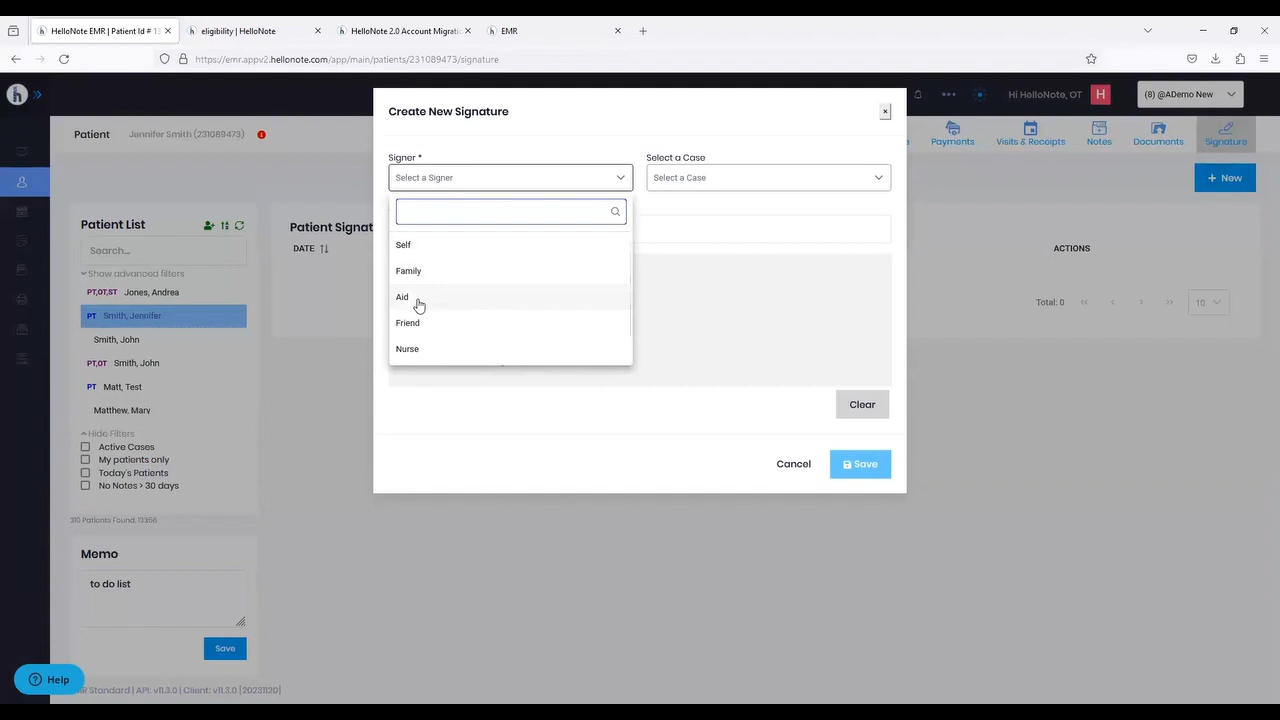 HelloNote EMR | Patient Id # 13
eligibility | HelloNote
HelloNote 2.0 Account Migratio
EMR
https://emr.appv2.hellonote.com/app/main/patients/231089473/signature
Hi HelloNote, OT
H
(8) @ADemo New
Patient
Jannifer Smith (231089473)
Payments
Visits & Receipts
Notes
Documents
Signature
+ New
Patient List
Search...
Show advanced filters
PT,OT,ST Jones, Andrea
PT Smith, Jennifer
Smith, John
PT,OT Smith, John
PT Matt, Test
Matthew, Mary
Hide Filters
Active Cases
My patients only
Today's Patients
No Notes > 30 days
310 Patients Found, 13356
Memo
to do list
Save
Help
EMR Standard | API: v11.3.0 | Client: v11.3.0 [20231120]
Patient Signat
DATE
ACTIONS
Total: 0
10
Create New Signature
×
Signer *
Select a Case
Select a Signer
Select a Case
Self
Family
Aid
Friend
Nurse
Clear
Cancel
Save